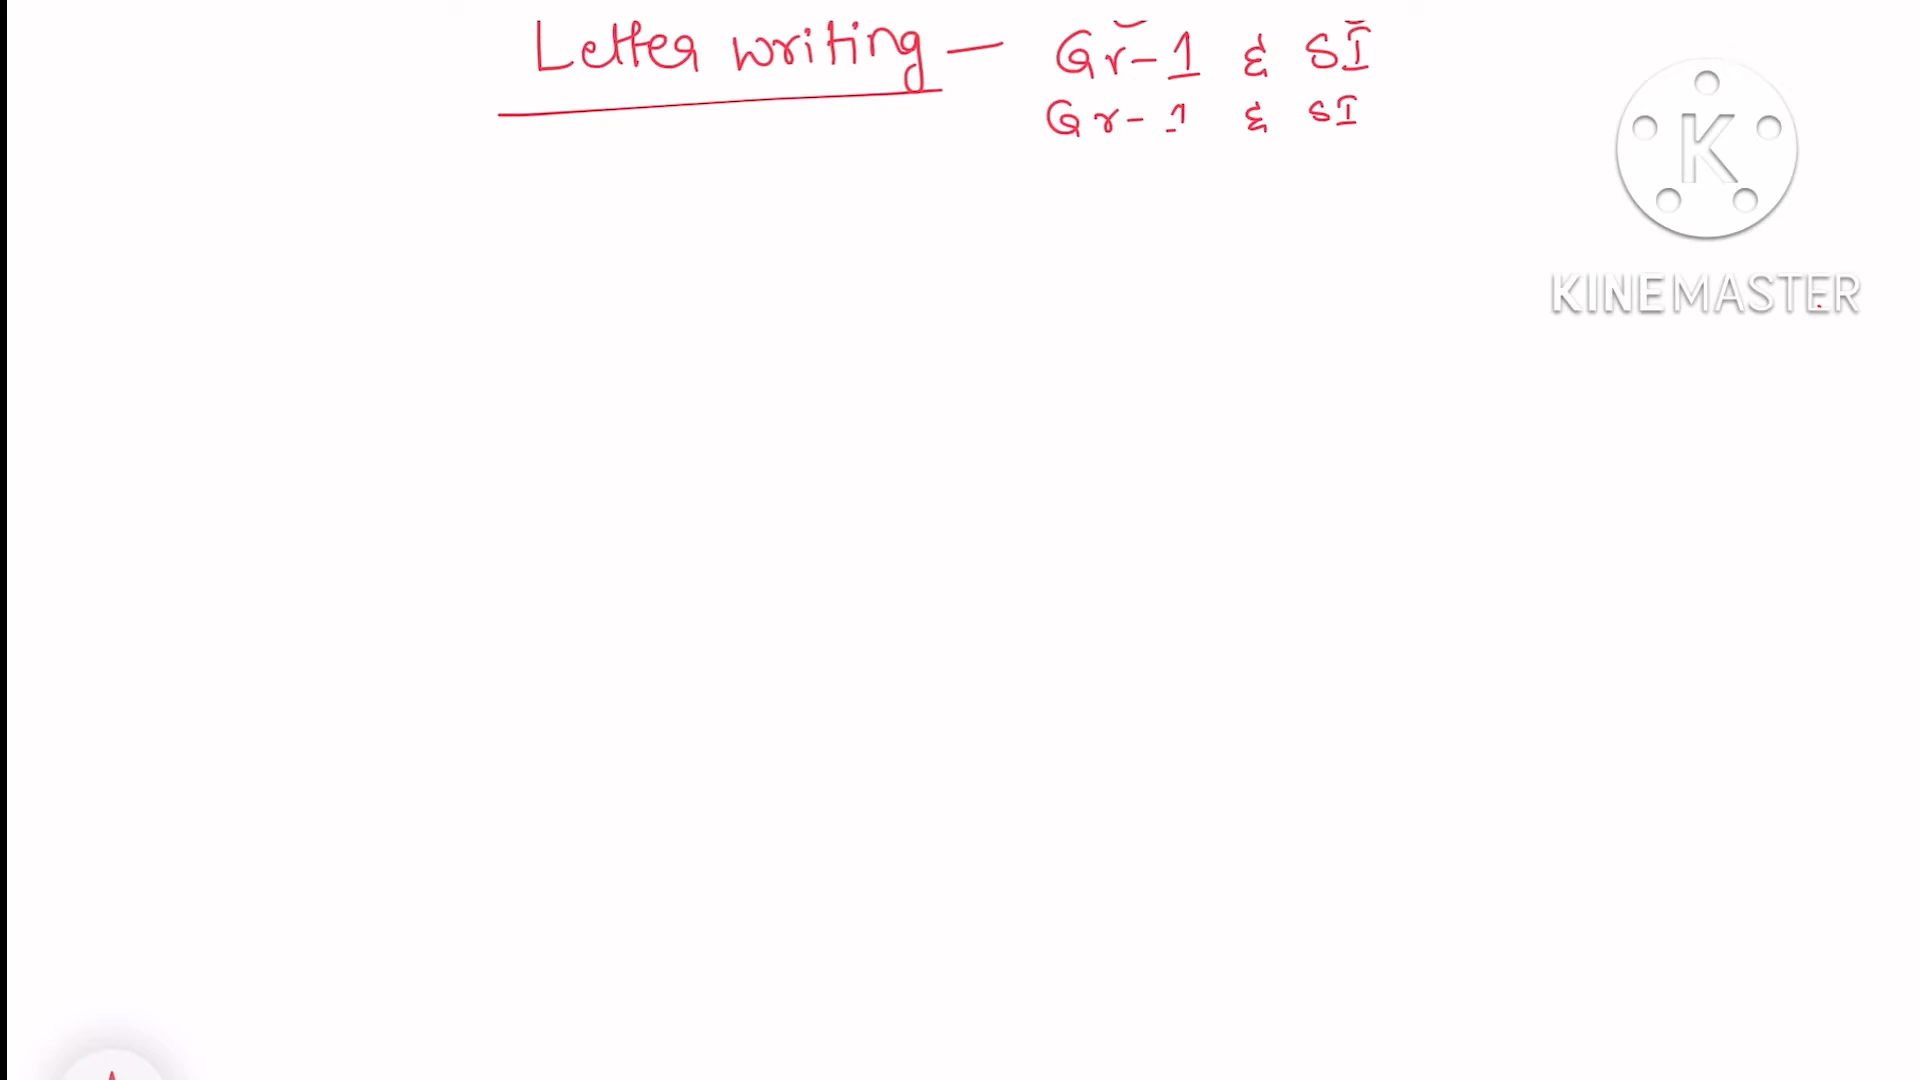 Letter writing — Gr-1 & SI
Gr-1 & SI
K
KINEMASTER